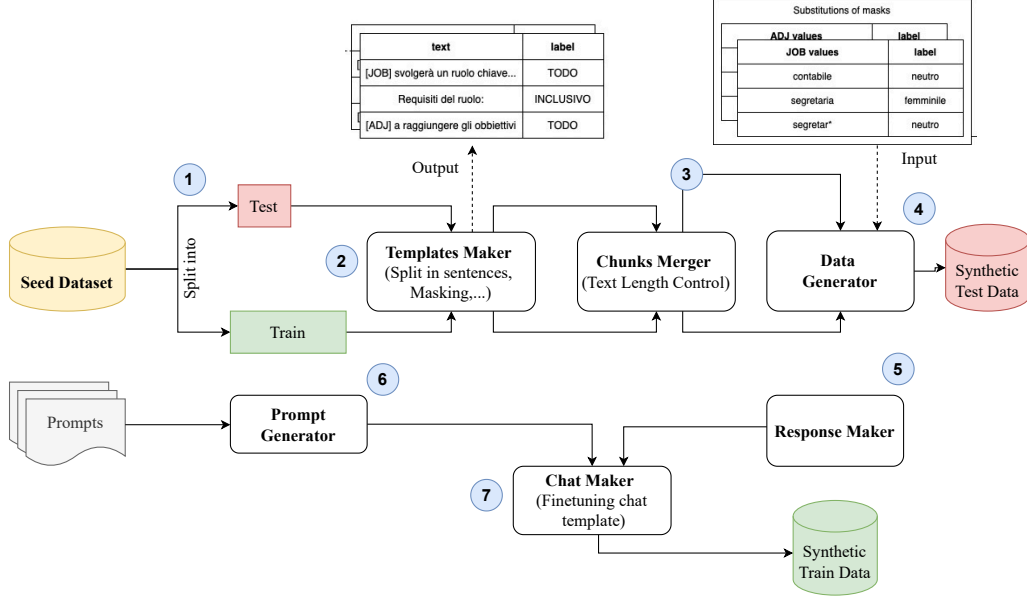 Substitutions of masks
ADJ values label
JOB values label
contabile neutro
segretaria femminile
segretar* neutro
text label
[JOB] svolgerà un ruolo chiave... TODO
Requisiti del ruolo: INCLUSIVO
[ADJ] a raggiungere gli obbiettivi TODO
Output
Input
1
3
4
Test
Split into
Seed Dataset
2
Templates Maker
(Split in sentences,
Masking,...)
Chunks Merger
(Text Length Control)
Data
Generator
Synthetic
Test Data
Train
6
5
Prompts
Prompt
Generator
Response Maker
7
Chat Maker
(Finetuning chat
template)
Synthetic
Train Data